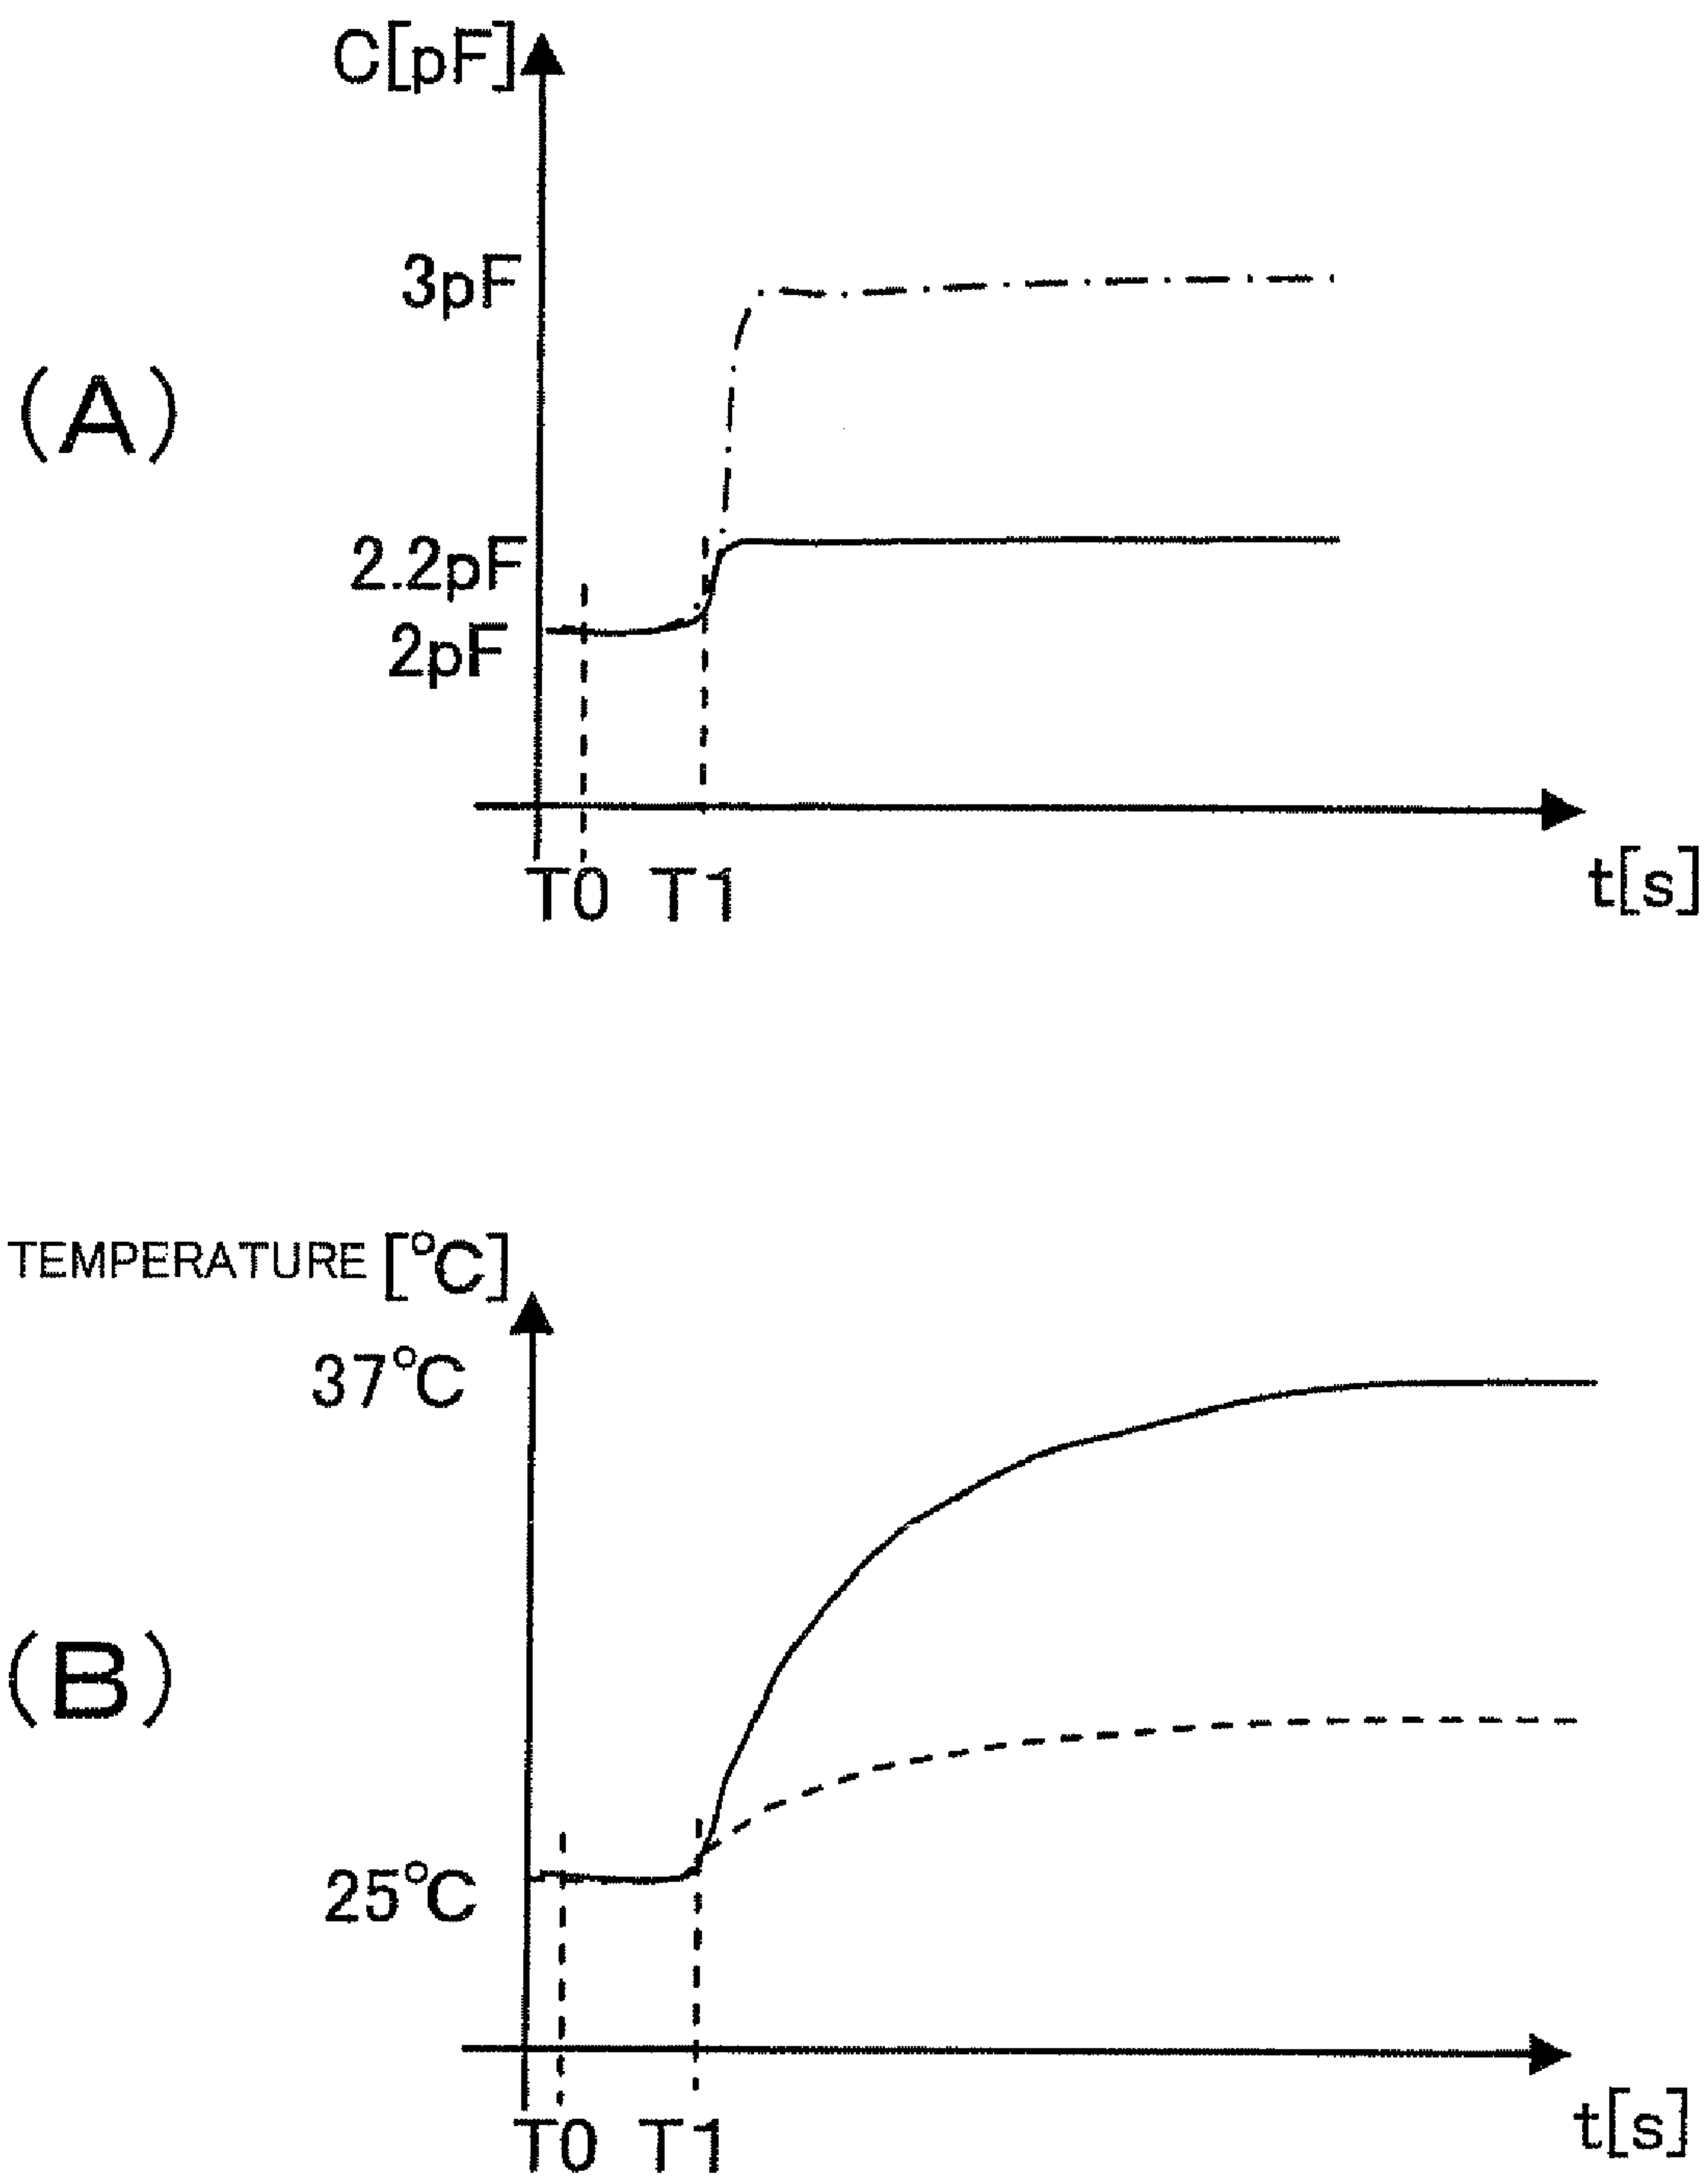 C[pF]
3pF
(A)
2.2pF
2pF
T0 T1
t[s]
TEMPERATURE [°C]
37°C
(B)
25°C
T0 T1
t[s]